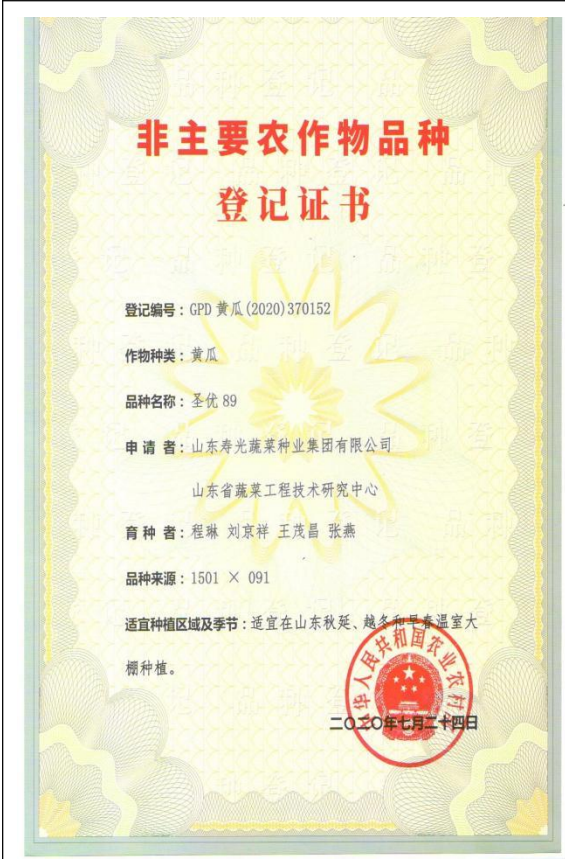 非主要农作物品种
登记证书
登记编号：GPD 黄瓜(2020)370152
作物种类：黄瓜
品种名称：圣优 89
申 请 者：山东寿光蔬菜种业集团有限公司
山东省蔬菜工程技术研究中心
育 种 者：程琳 刘京祥 王茂昌 张燕
品种来源：1501 × 091
适宜种植区域及季节：适宜在山东秋延、越冬和早春温室大
棚种植。
中华人民共和国农业农村部
二〇二〇年七月二十四日